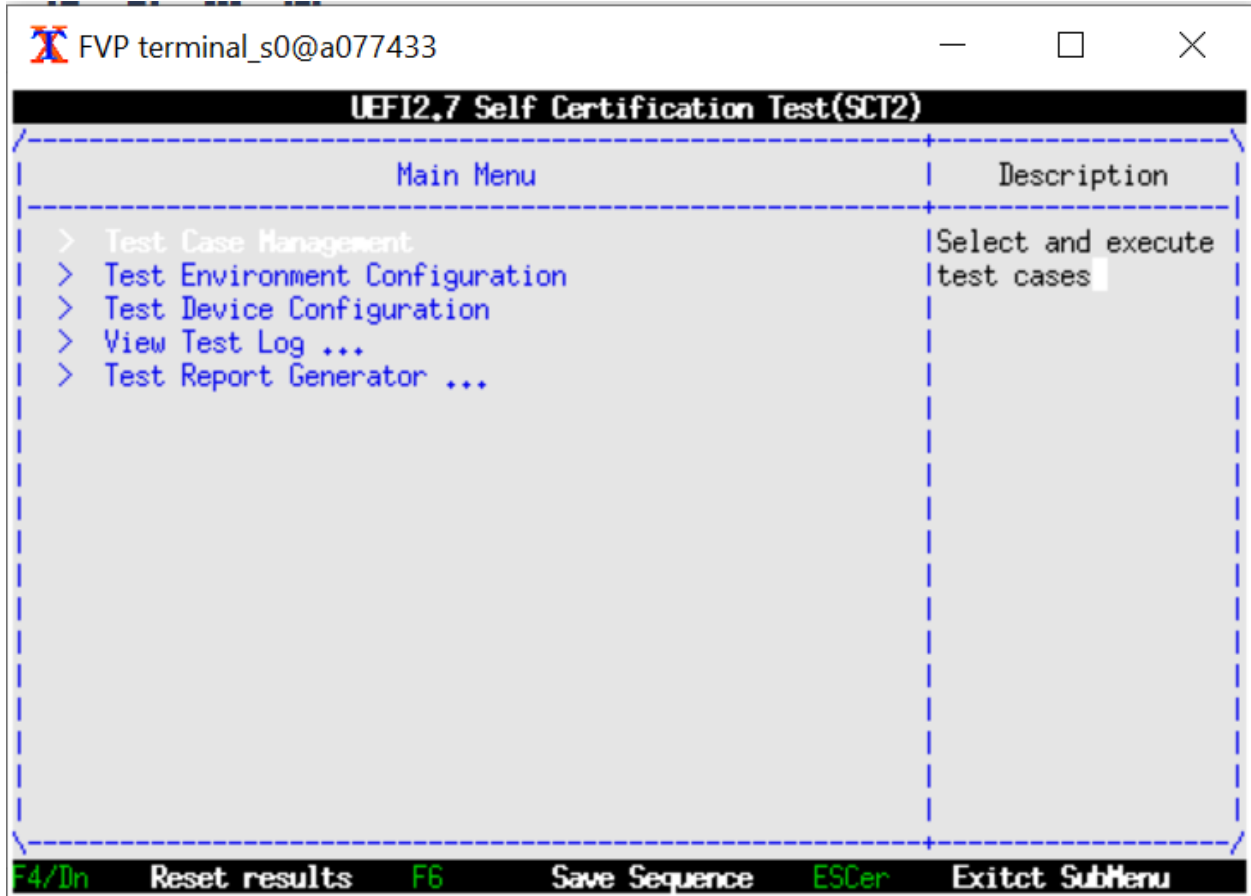 FVP terminal_s0@a077433
UEFI2.7 Self Certification Test(SCT2)
Main Menu
Description
> Test Case Management
> Test Environment Configuration
> Test Device Configuration
> View Test Log ...
> Test Report Generator ...
Select and execute
test cases
F4/Dn Reset results F6 Save Sequence ESCer Exitct SubMenu